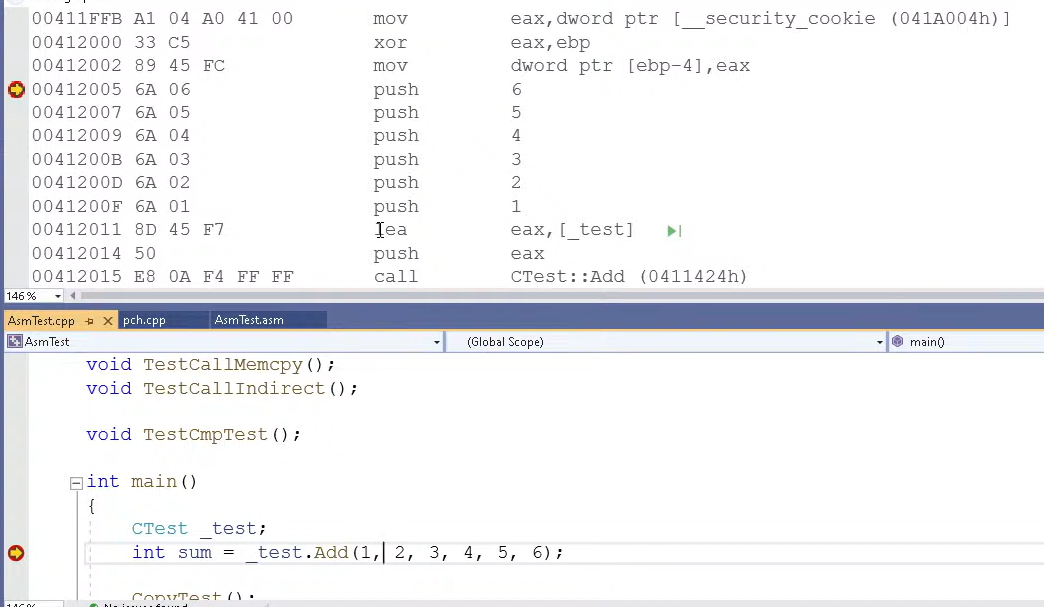 00411FFB A1 04 A0 41 00 mov eax,dword ptr [__security_cookie (041A004h)]
00412000 33 C5 xor eax,ebp
00412002 89 45 FC mov dword ptr [ebp-4],eax
00412005 6A 06 push 6
00412007 6A 05 push 5
00412009 6A 04 push 4
0041200B 6A 03 push 3
0041200D 6A 02 push 2
0041200F 6A 01 push 1
00412011 8D 45 F7 lea eax,[_test]
00412014 50 push eax
00412015 E8 0A F4 FF FF call CTest::Add (0411424h)
146 %
AsmTest.cpp pch.cpp AsmTest.asm
AsmTest (Global Scope) main()
void TestCallMemcpy();
void TestCallIndirect();
void TestCmpTest();
int main()
{
CTest _test;
int sum = _test.Add(1, 2, 3, 4, 5, 6);
CopyTest();
146 % No issues found